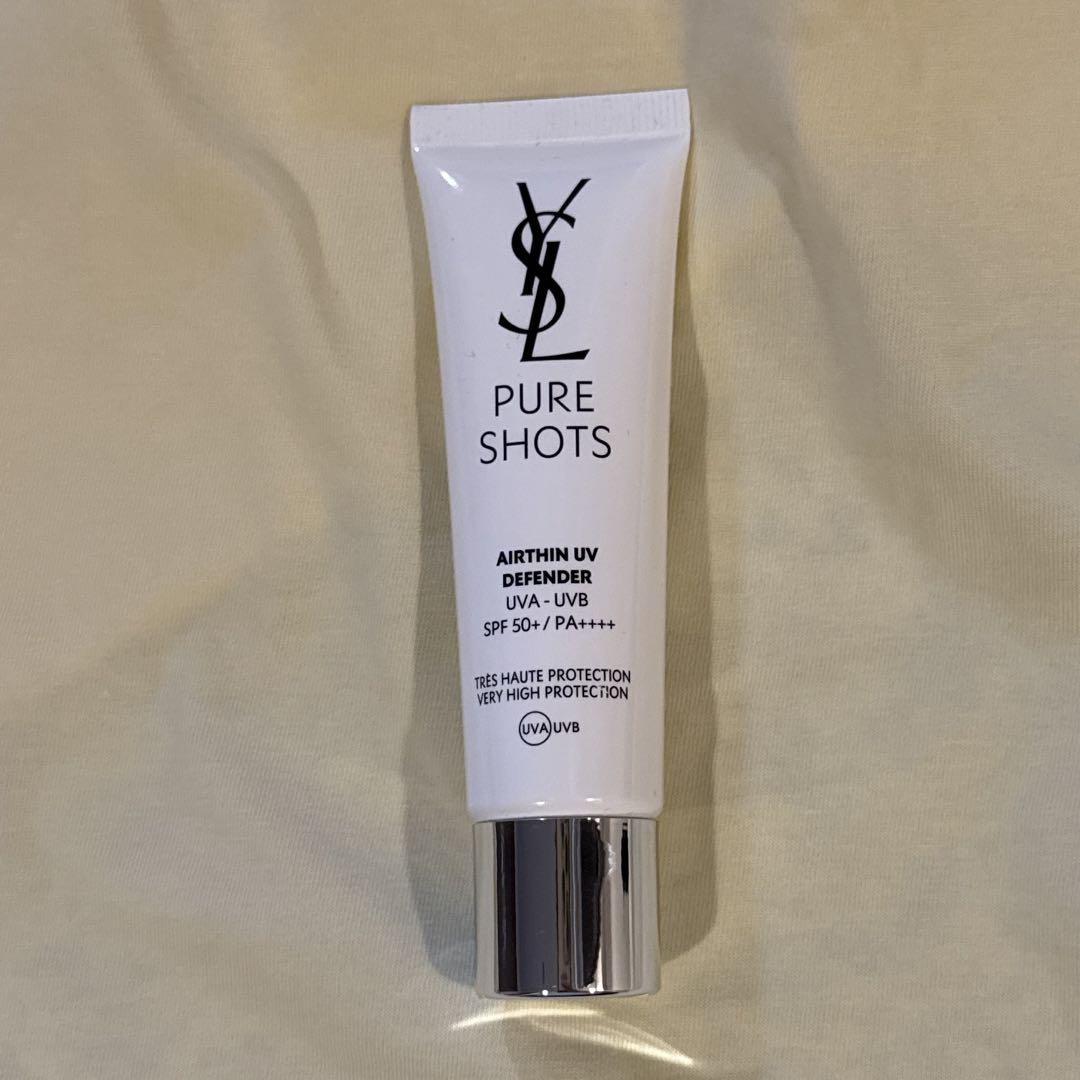 YSL
PURE
SHOTS
AIRTHIN UV
DEFENDER
UVA - UVB
SPF 50+/ PA++++
TRÈS HAUTE PROTECTION
VERY HIGH PROTECTION
UVA UVB